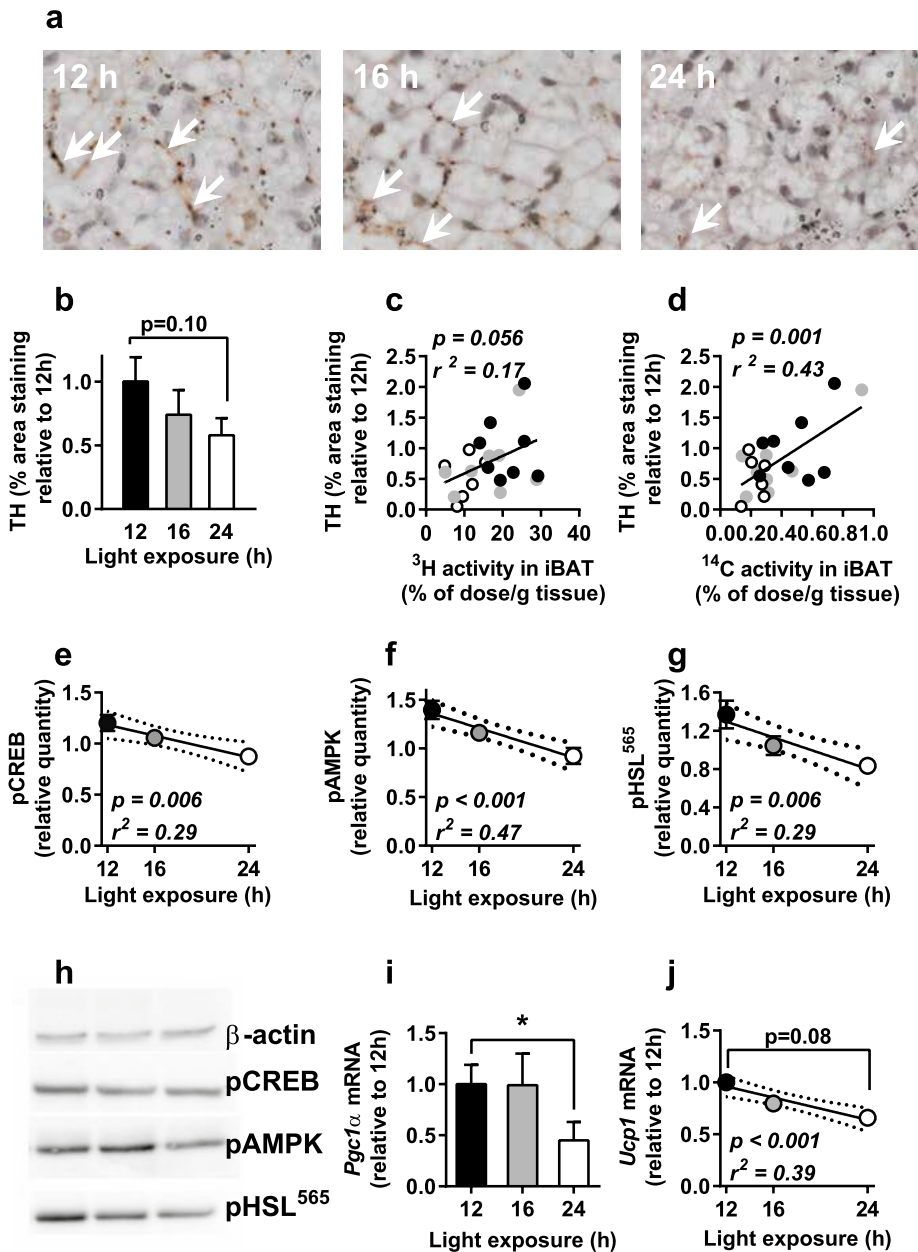 a
12 h
16 h
24 h
b
p=0.10
TH (% area staining
relative to 12h)
1.0
0.5
0.0
12 16 24
Light exposure (h)
c
p = 0.056
r 2 = 0.17
TH (% area staining
relative to 12h)
2.5
2.0
1.5
1.0
0.5
0.0
0 10 20 30 40
3H activity in iBAT
(% of dose/g tissue)
d
p = 0.001
r 2 = 0.43
TH (% area staining
relative to 12h)
2.5
2.0
1.5
1.0
0.5
0.0
0.00.20.40.60.81.0
14C activity in iBAT
(% of dose/g tissue)
e
pCREB
(relative quantity)
1.5
1.0
0.5
0.0
p = 0.006
r2 = 0.29
12 16 24
Light exposure (h)
f
pAMPK
(relative quantity)
1.5
1.0
0.5
0.0
p < 0.001
r2 = 0.47
12 16 24
Light exposure (h)
g
pHSL565
(relative quantity)
1.6
1.2
0.8
0.4
0.0
p = 0.006
r2 = 0.29
12 16 24
Light exposure (h)
h
β-actin
pCREB
pAMPK
pHSL565
i
*
Pgc1α mRNA
(relative to 12h)
1.5
1.0
0.5
0.0
12 16 24
Light exposure (h)
j
p=0.08
Ucp1 mRNA
(relative to 12h)
1.5
1.0
0.5
0.0
p < 0.001
r2 = 0.39
12 16 24
Light exposure (h)